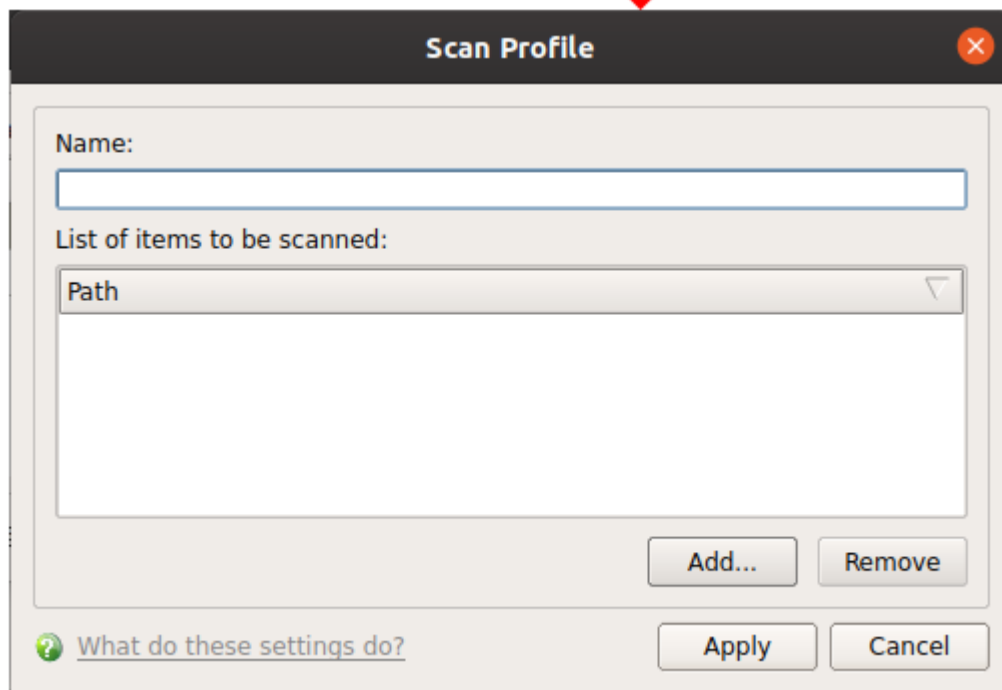 Scan Profile
Name:
List of items to be scanned:
Path
Add... Remove
What do these settings do? Apply Cancel